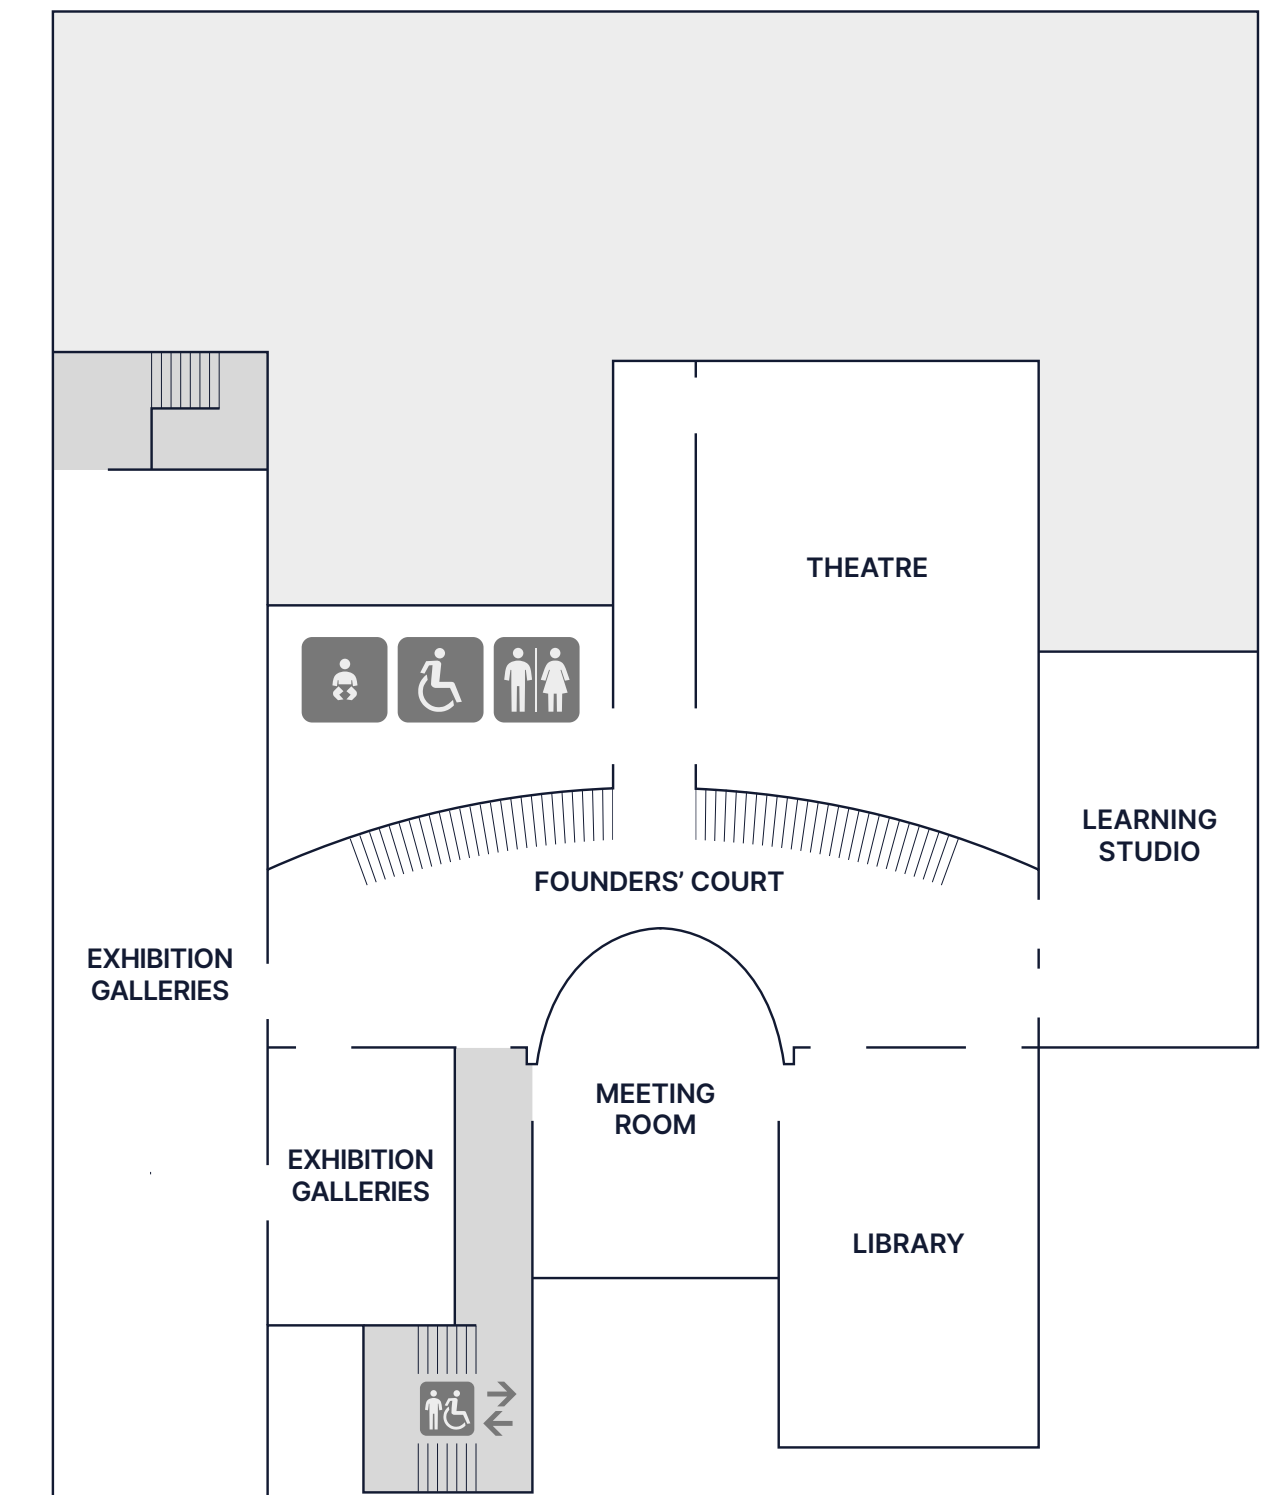 THEATRE
LEARNING
STUDIO
FOUNDERS’ COURT
EXHIBITION
GALLERIES
MEETING
ROOM
EXHIBITION
GALLERIES
LIBRARY